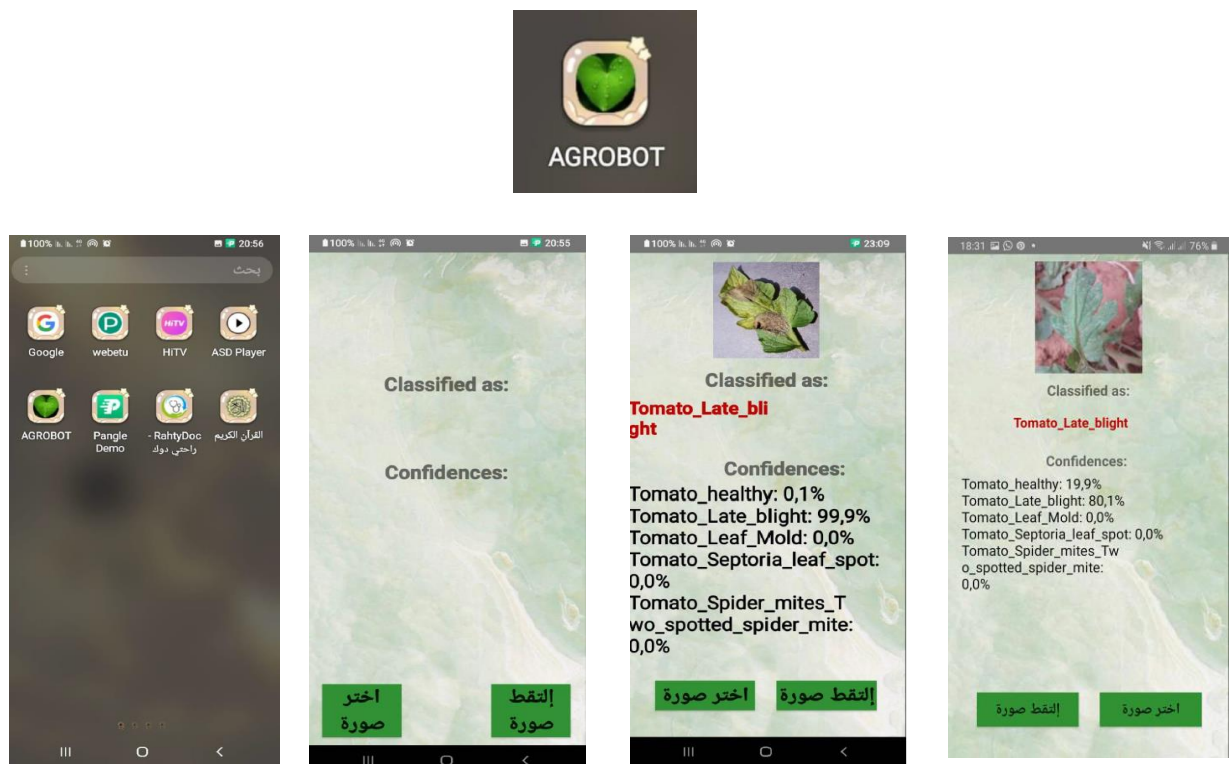 AGROBOT
100% 20:56
بحث
Google webetu HiTV ASD Player
HiTV
AGROBOT Pangle Demo RahtyDoc - راحتي دوك القرآن الكريم
100% 20:55
Classified as:
Confidences:
اختر
صورة
إلتقط
صورة
100% 23:09
Classified as:
Tomato_Late_bli
ght
Confidences:
Tomato_healthy: 0,1%
Tomato_Late_blight: 99,9%
Tomato_Leaf_Mold: 0,0%
Tomato_Septoria_leaf_spot:
0,0%
Tomato_Spider_mites_T
wo_spotted_spider_mite:
0,0%
اختر صورة إلتقط صورة
18:31 76%
Classified as:
Tomato_Late_blight
Confidences:
Tomato_healthy: 19,9%
Tomato_Late_blight: 80,1%
Tomato_Leaf_Mold: 0,0%
Tomato_Septoria_leaf_spot: 0,0%
Tomato_Spider_mites_Tw
o_spotted_spider_mite:
0,0%
إلتقط صورة اختر صورة